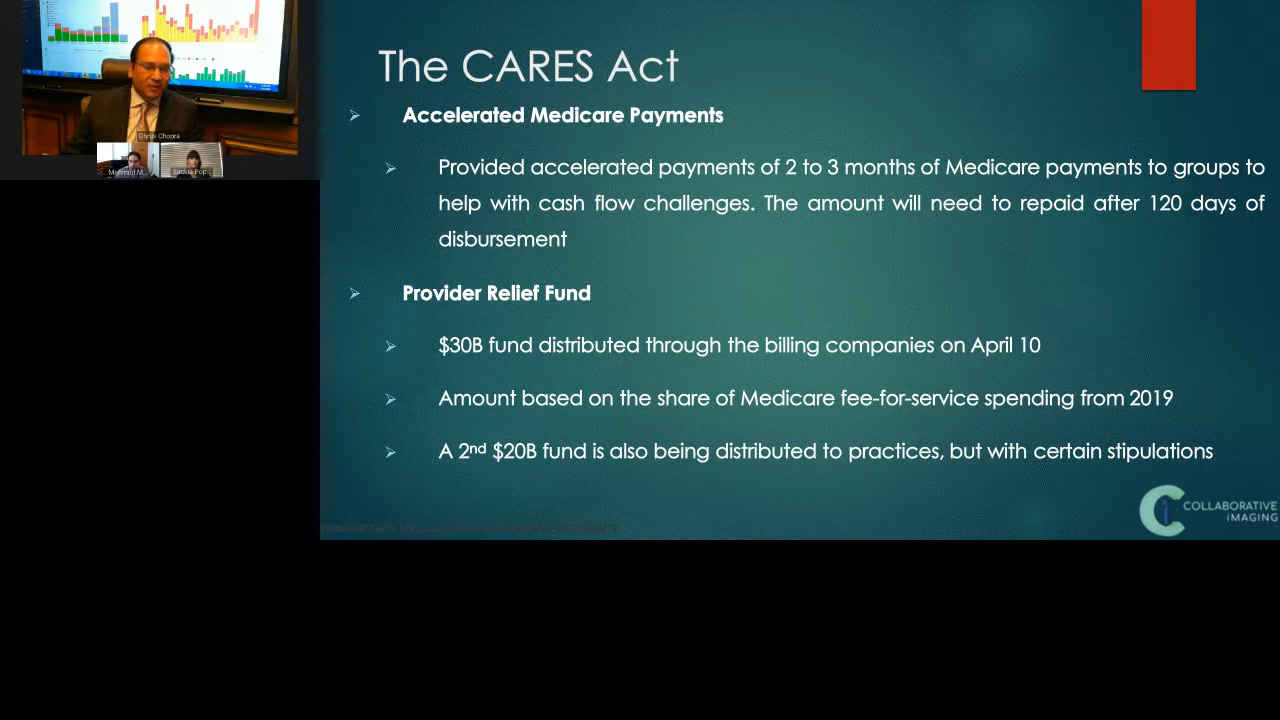 The CARES Act
Accelerated Medicare Payments
Provided accelerated payments of 2 to 3 months of Medicare payments to groups to
help with cash flow challenges. The amount will need to repaid after 120 days of
disbursement
Provider Relief Fund
$30B fund distributed through the billing companies on April 10
Amount based on the share of Medicare fee-for-service spending from 2019
A 2nd $20B fund is also being distributed to practices, but with certain stipulations
COLLABORATIVE
iMAGING
Dhruv Chopra